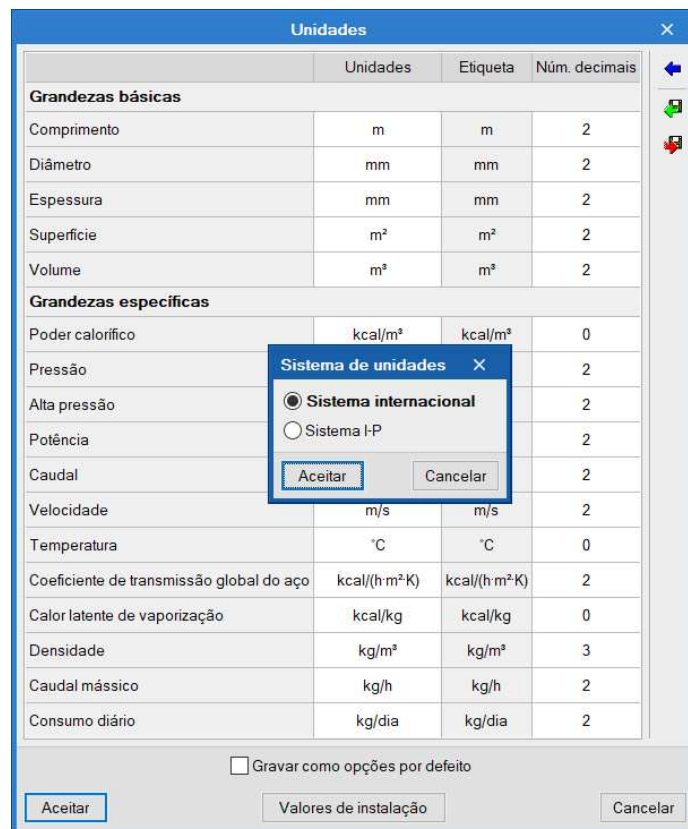 Unidades
Unidades Etiqueta Núm. decimais
Grandezas básicas
Comprimento m m 2
Diâmetro mm mm 2
Espessura mm mm 2
Superfície m² m² 2
Volume m³ m³ 2
Grandezas específicas
Poder calorífico kcal/m³ kcal/m³ 0
Pressão 2
Alta pressão 2
Potência 2
Caudal 2
Velocidade m/s m/s 2
Temperatura °C °C 0
Coeficiente de transmissão global do aço kcal/(h·m²·K) kcal/(h·m²·K) 2
Calor latente de vaporização kcal/kg kcal/kg 0
Densidade kg/m³ kg/m³ 3
Caudal mássico kg/h kg/h 2
Consumo diário kg/dia kg/dia 2
Sistema de unidades
Sistema internacional
Sistema I-P
Aceitar Cancelar
Gravar como opções por defeito
Aceitar Valores de instalação Cancelar